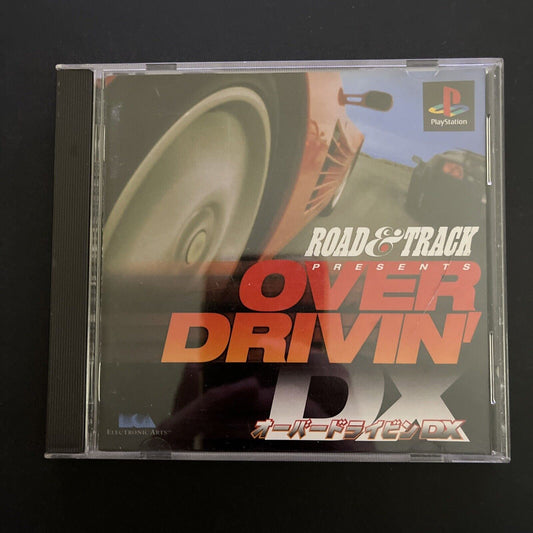 PlayStation
ROAD & TRACK
PRESENTS
OVER
DRIVIN'
DX
オーバードライビンDX
ELECTRONIC ARTS™